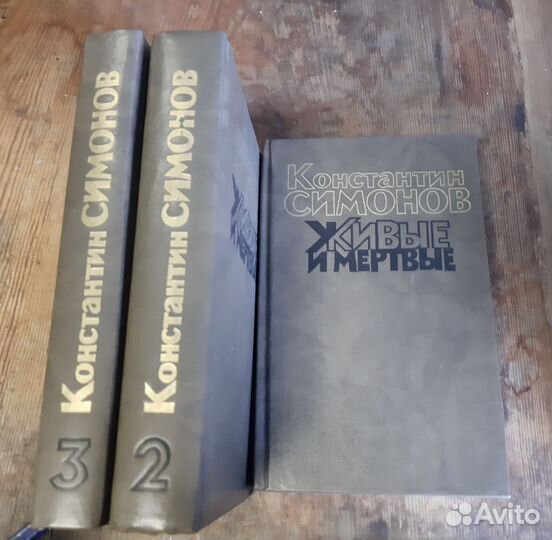 Константин СИМОНОВ
3
Константин СИМОНОВ
2
ЖИВЫЕ
И МЕРТВЫЕ
Константин
СИМОНОВ
ЖИВЫЕ
И МЕРТВЫЕ
Avito